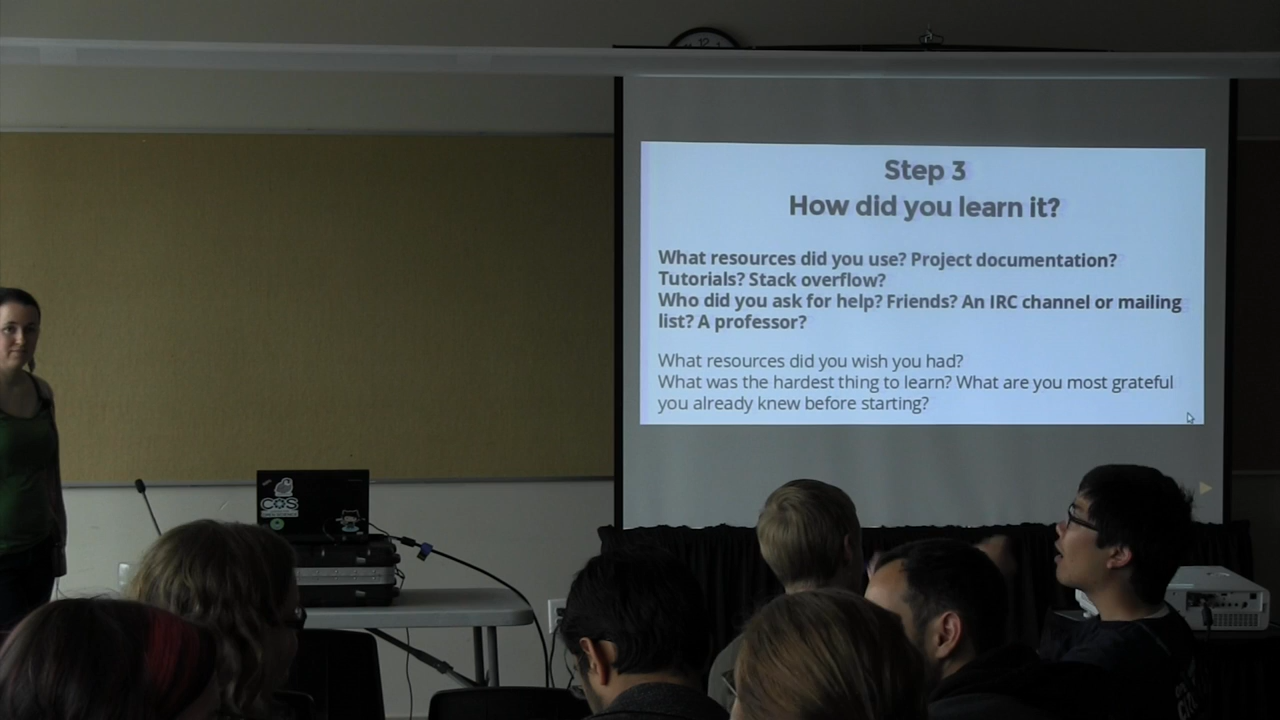 12
Step 3
How did you learn it?
What resources did you use? Project documentation?
Tutorials? Stack overflow?
Who did you ask for help? Friends? An IRC channel or mailing
list? A professor?
What resources did you wish you had?
What was the hardest thing to learn? What are you most grateful
you already knew before starting?
COS